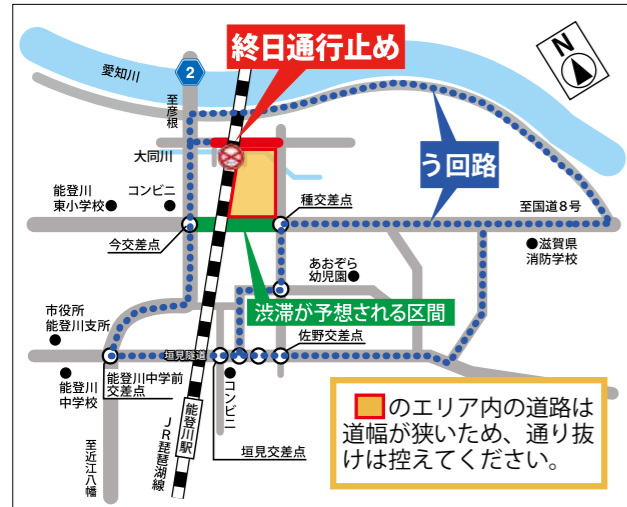 終日通行止め
N
愛知川
2
至彦根
大同川
う回路
能登川
東小学校
コンビニ
種交差点
至国道8号
今交差点
滋賀県
消防学校
あおぞら
幼児園
渋滞が予想される区間
市役所
能登川支所
佐野交差点
垣見隧道
能登川中学前
交差点
能登川
中学校
コンビニ
能登川駅
JR琵琶湖線
垣見交差点
至近江八幡
のエリア内の道路は
道幅が狭いため、通り抜
けは控えてください。